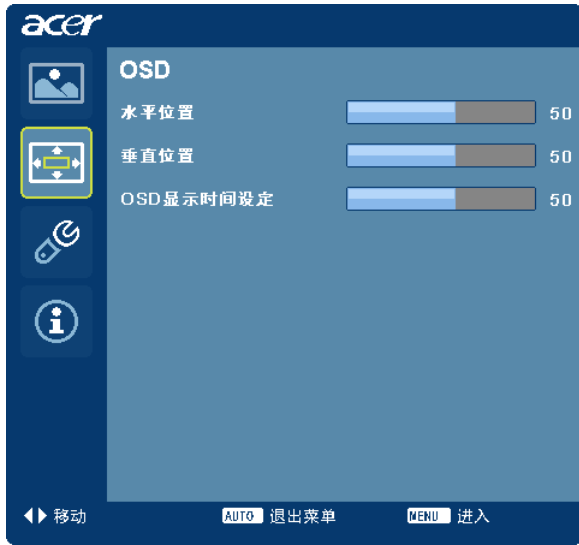 acer
OSD
水平位置 50
垂直位置 50
OSD显示时间设定 50
移动 AUTO 退出菜单 MENU 进入